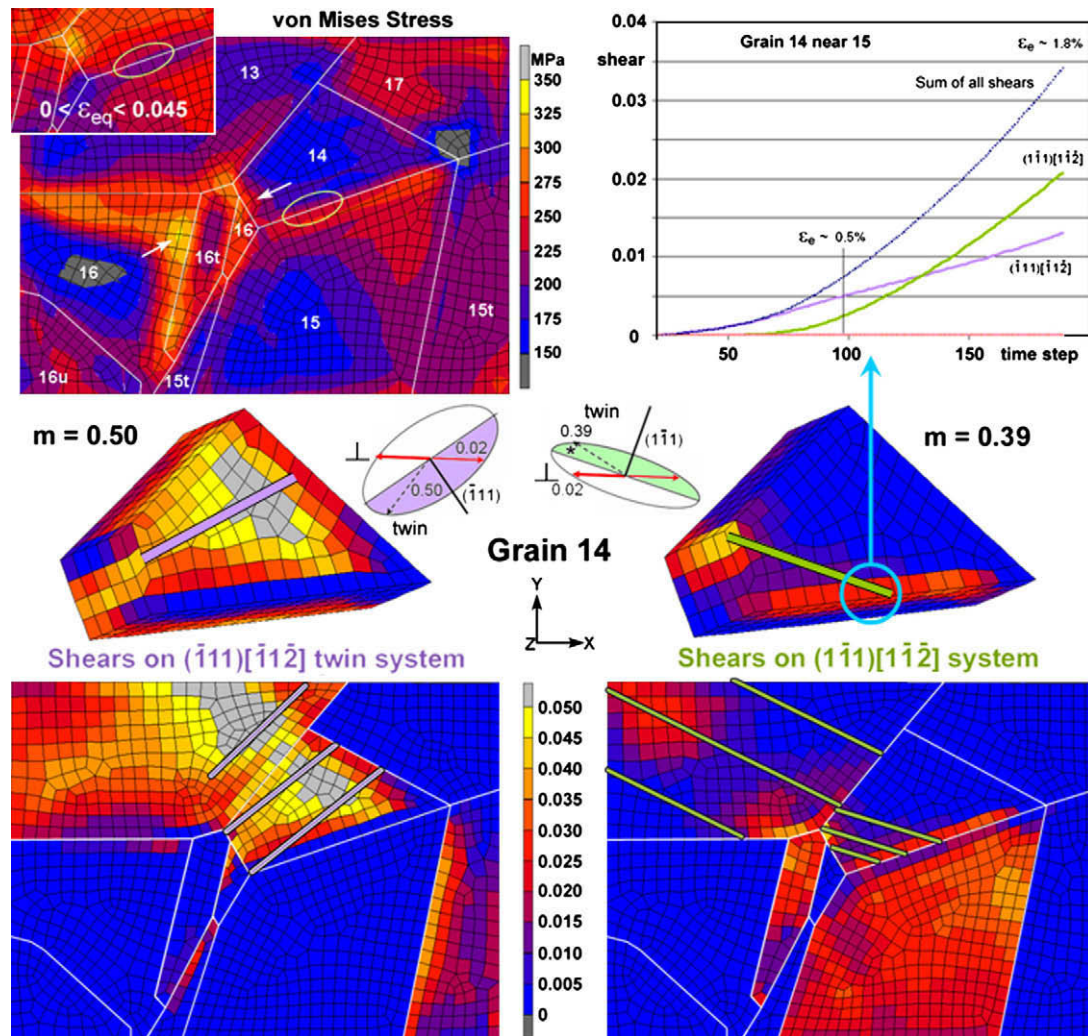 von Mises Stress
0 < εeq < 0.045
13
17
14
16
16t
16
15
15t
16u
15t
MPa
350
325
300
275
250
225
200
175
150
0.04
shear
0.03
0.02
0.01
0
Grain 14 near 15
εe ~ 1.8%
Sum of all shears
(11̄1)[11̄2̄]
εe ~ 0.5%
(1̄11)[1̄12̄]
50
100
150
time step
m = 0.50
⊥
0.02
0.50
(1̄11)
twin
twin
0.39
*
(11̄1)
⊥
0.02
m = 0.39
Grain 14
Y
Z
X
Shears on (1̄11)[1̄12̄] twin system
Shears on (11̄1)[11̄2̄] system
0.050
0.045
0.040
0.035
0.030
0.025
0.020
0.015
0.010
0.005
0